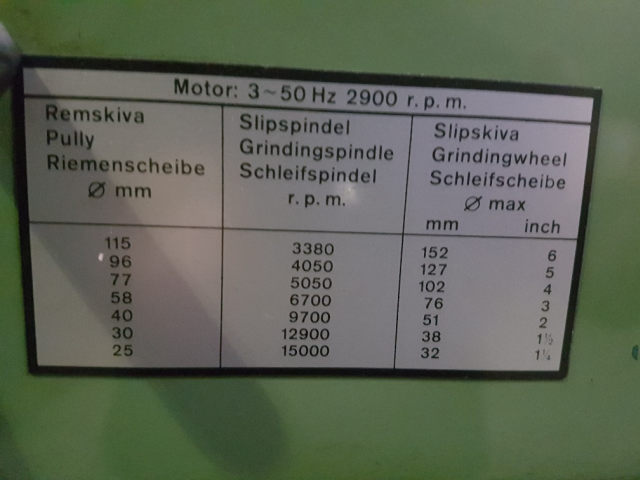 Motor: 3~50 Hz 2900 r.p.m.
Remskiva
Pully
Riemenscheibe
Ø mm
Slipspindel
Grindingspindle
Schleifspindel
r.p.m.
Slipskiva
Grindingwheel
Schleifscheibe
Ø max
mm inch
115 3380 152 6
96 4050 127 5
77 5050 102 4
58 6700 76 3
40 9700 51 2
30 12900 38 1½
25 15000 32 1¼